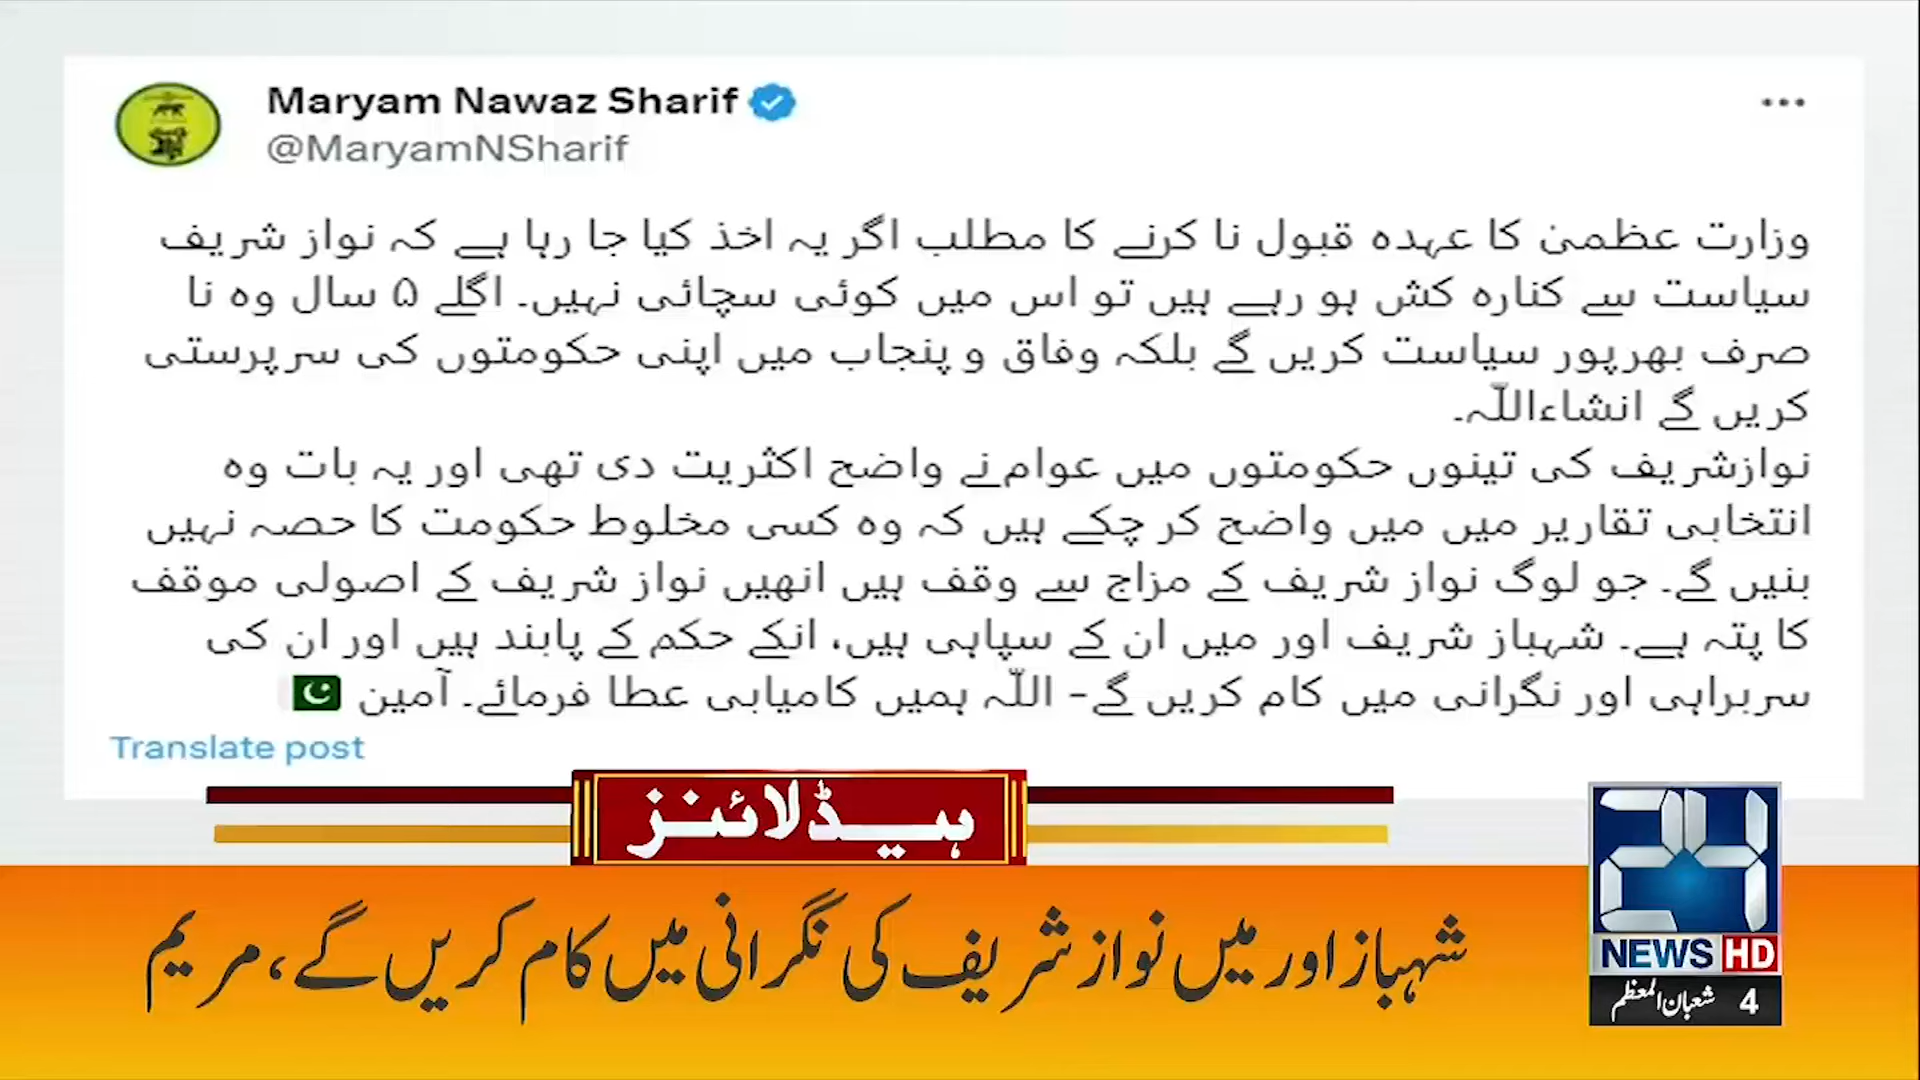 Maryam Nawaz Sharif
@MaryamNSharif
وزارت عظمیٰ کا عہدہ قبول نا کرنے کا مطلب اگر یہ اخذ کیا جا رہا ہے کہ نواز شریف
سیاست سے کنارہ کش ہو رہے ہیں تو اس میں کوئی سچائی نہیں۔ اگلے ۵ سال وہ نا
صرف بھرپور سیاست کریں گے بلکہ وفاق و پنجاب میں اپنی حکومتوں کی سرپرستی
کریں گے انشاءاللّہ۔
نوازشریف کی تینوں حکومتوں میں عوام نے واضح اکثریت دی تھی اور یہ بات وہ
انتخابی تقاریر میں میں واضح کر چکے ہیں کہ وہ کسی مخلوط حکومت کا حصہ نہیں
بنیں گے۔ جو لوگ نواز شریف کے مزاج سے وقف ہیں انھیں نواز شریف کے اصولی موقف
کا پتہ ہے۔ شہباز شریف اور میں ان کے سپاہی ہیں، انکے حکم کے پابند ہیں اور ان کی
سربراہی اور نگرانی میں کام کریں گے- اللّہ ہمیں کامیابی عطا فرمائے۔ آمین 🇵🇰
Translate post
ہیڈلائنز
شہباز اور میں نواز شریف کی نگرانی میں کام کریں گے، مریم
24
NEWS HD
4 شعبان المعظم